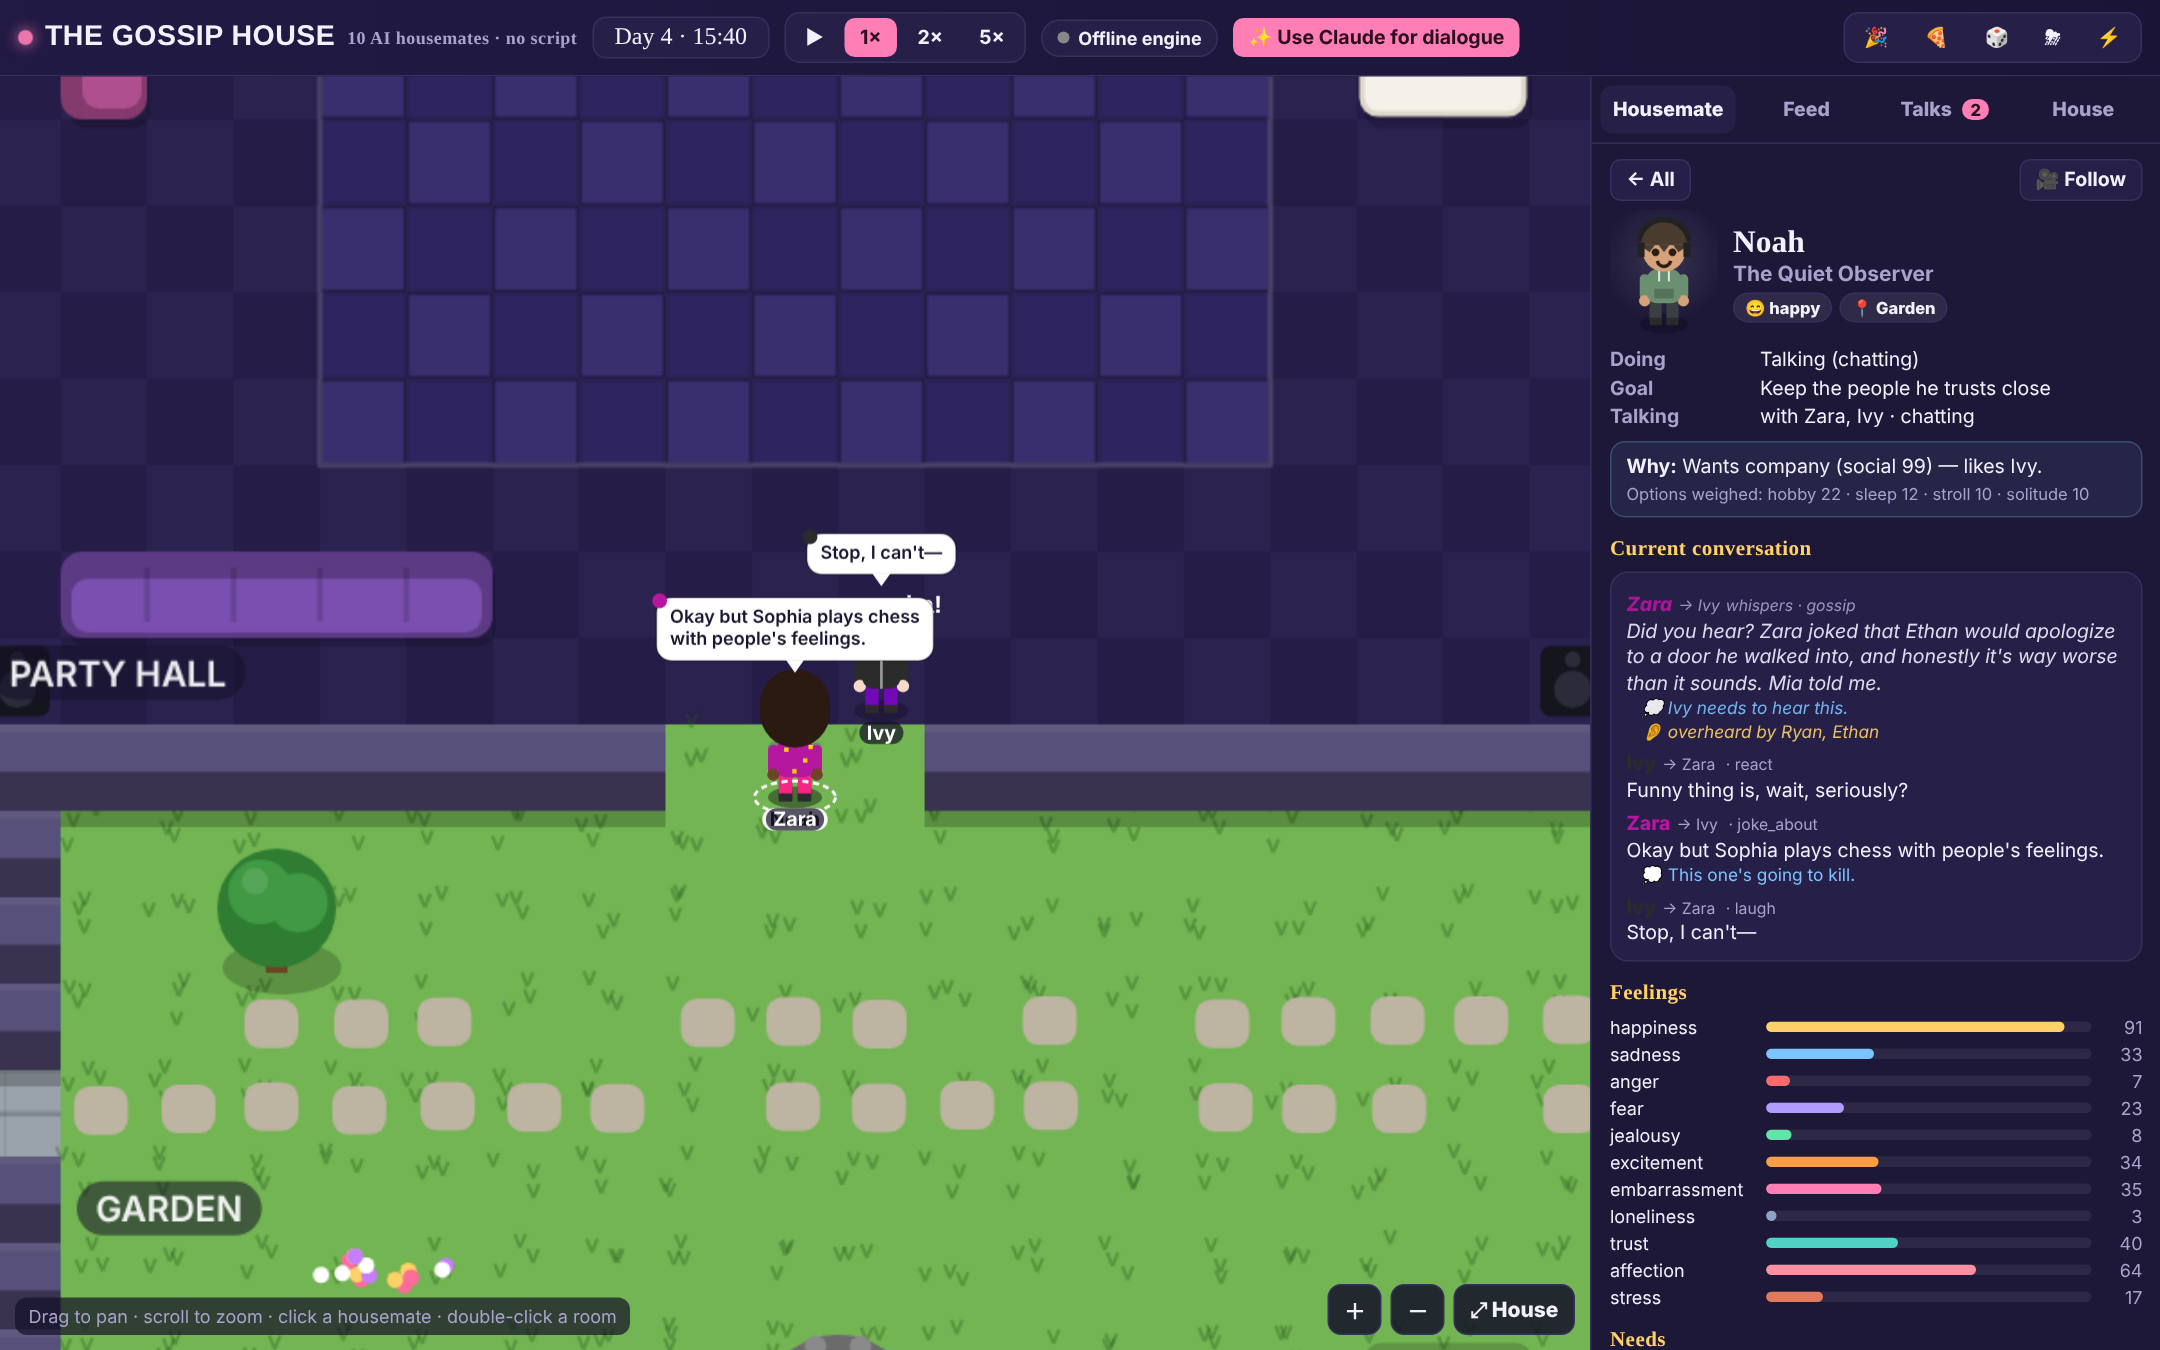 THE GOSSIP HOUSE
10 AI housemates · no script
Day 4 · 15:40
1×
2×
5×
Offline engine
✨ Use Claude for dialogue
Housemate
Feed
Talks 2
House
← All
🎥 Follow
Noah
The Quiet Observer
😄 happy
📍 Garden
Doing Talking (chatting)
Goal Keep the people he trusts close
Talking with Zara, Ivy · chatting
Why: Wants company (social 99) — likes Ivy.
Options weighed: hobby 22 · sleep 12 · stroll 10 · solitude 10
Current conversation
Zara → Ivy whispers · gossip
Did you hear? Zara joked that Ethan would apologize
to a door he walked into, and honestly it's way worse
than it sounds. Mia told me.
💭 Ivy needs to hear this.
👂 overheard by Ryan, Ethan
Ivy → Zara · react
Funny thing is, wait, seriously?
Zara → Ivy · joke_about
Okay but Sophia plays chess with people's feelings.
💭 This one's going to kill.
Ivy → Zara · laugh
Stop, I can't—
Feelings
happiness 91
sadness 33
anger 7
fear 23
jealousy 8
excitement 34
embarrassment 35
loneliness 3
trust 40
affection 64
stress 17
Needs
Stop, I can't—
Okay but Sophia plays chess
with people's feelings.
PARTY HALL
Ivy
Zara
GARDEN
Drag to pan · scroll to zoom · click a housemate · double-click a room
+
−
⤢ House